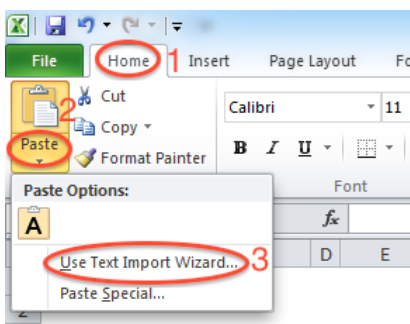 File Home 1 Insert Page Layout Fo
2 Cut
Calibri 11
Copy
Paste
Format Painter B I U
Paste Options: Font
A fx
Use Text Import Wizard... 3 D E
Paste Special...
2